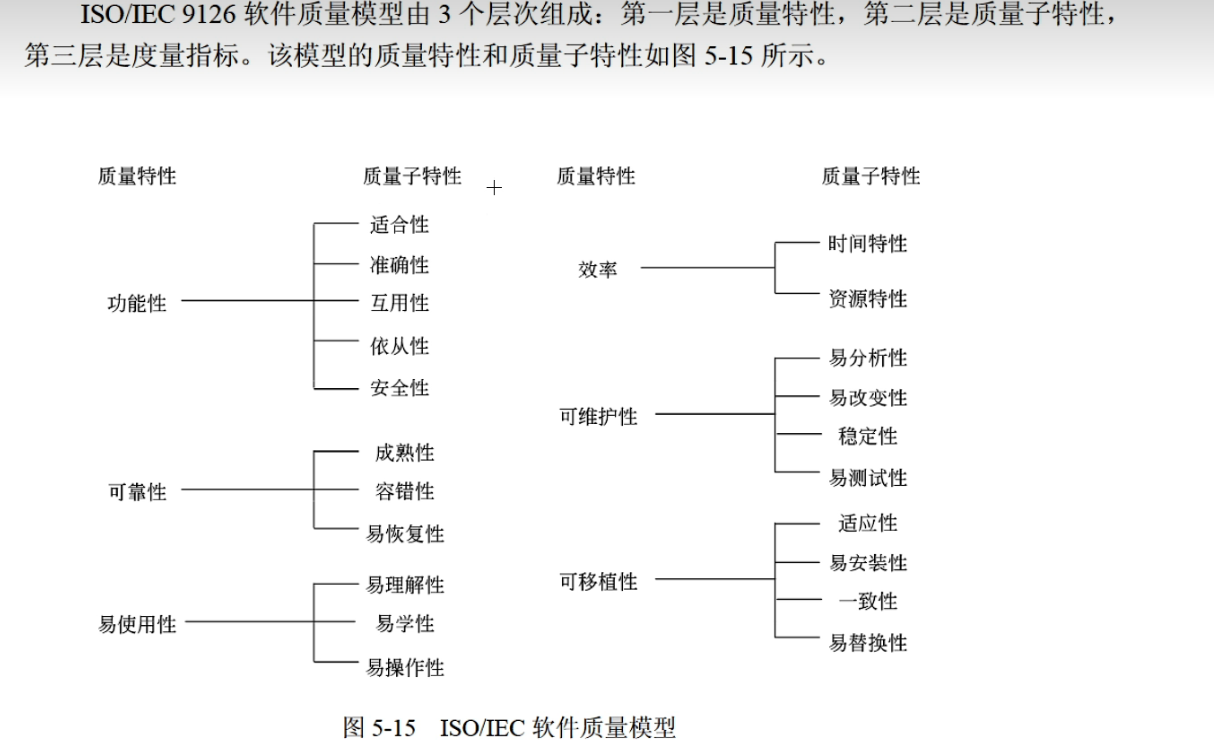 ISO/IEC 9126 软件质量模型由 3 个层次组成：第一层是质量特性，第二层是质量子特性，
第三层是度量指标。该模型的质量特性和质量子特性如图 5-15 所示。
质量特性
质量子特性
功能性
适合性
准确性
互用性
依从性
安全性
可靠性
成熟性
容错性
易恢复性
易使用性
易理解性
易学性
易操作性
质量特性
质量子特性
效率
时间特性
资源特性
可维护性
易分析性
易改变性
稳定性
易测试性
可移植性
适应性
易安装性
一致性
易替换性
图 5-15 ISO/IEC 软件质量模型